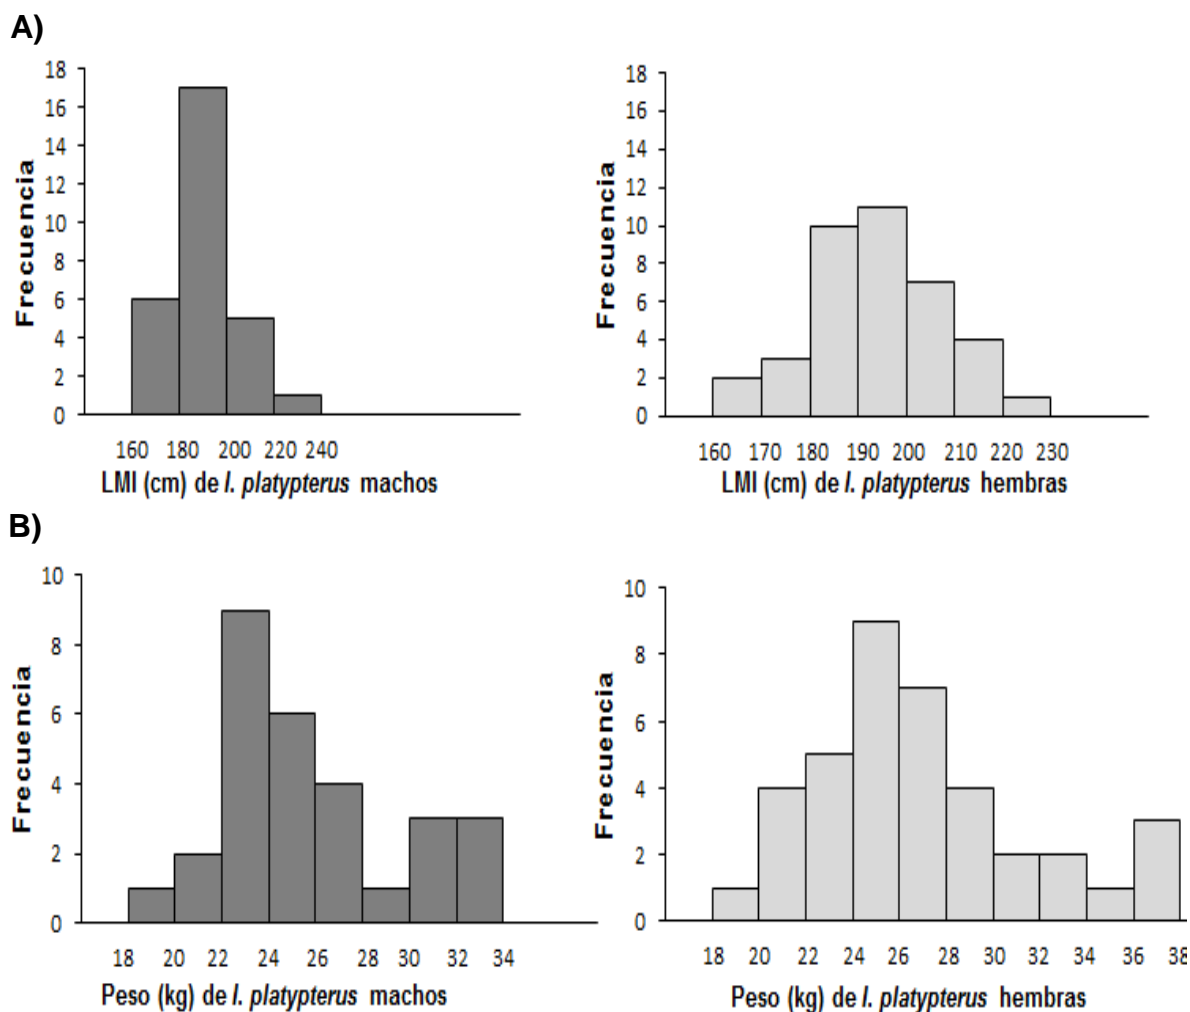 A)
18
16
14
12
10
8
6
4
2
0
Frecuencia
160 180 200 220 240
LMI (cm) de I. platypterus machos
18
16
14
12
10
8
6
4
2
0
Frecuencia
160 170 180 190 200 210 220 230
LMI (cm) de I. platypterus hembras
B)
10
8
6
4
2
0
Frecuencia
18 20 22 24 26 28 30 32 34
Peso (kg) de I. platypterus machos
10
8
6
4
2
0
Frecuencia
18 20 22 24 26 28 30 32 34 36 38
Peso (kg) de I. platypterus hembras